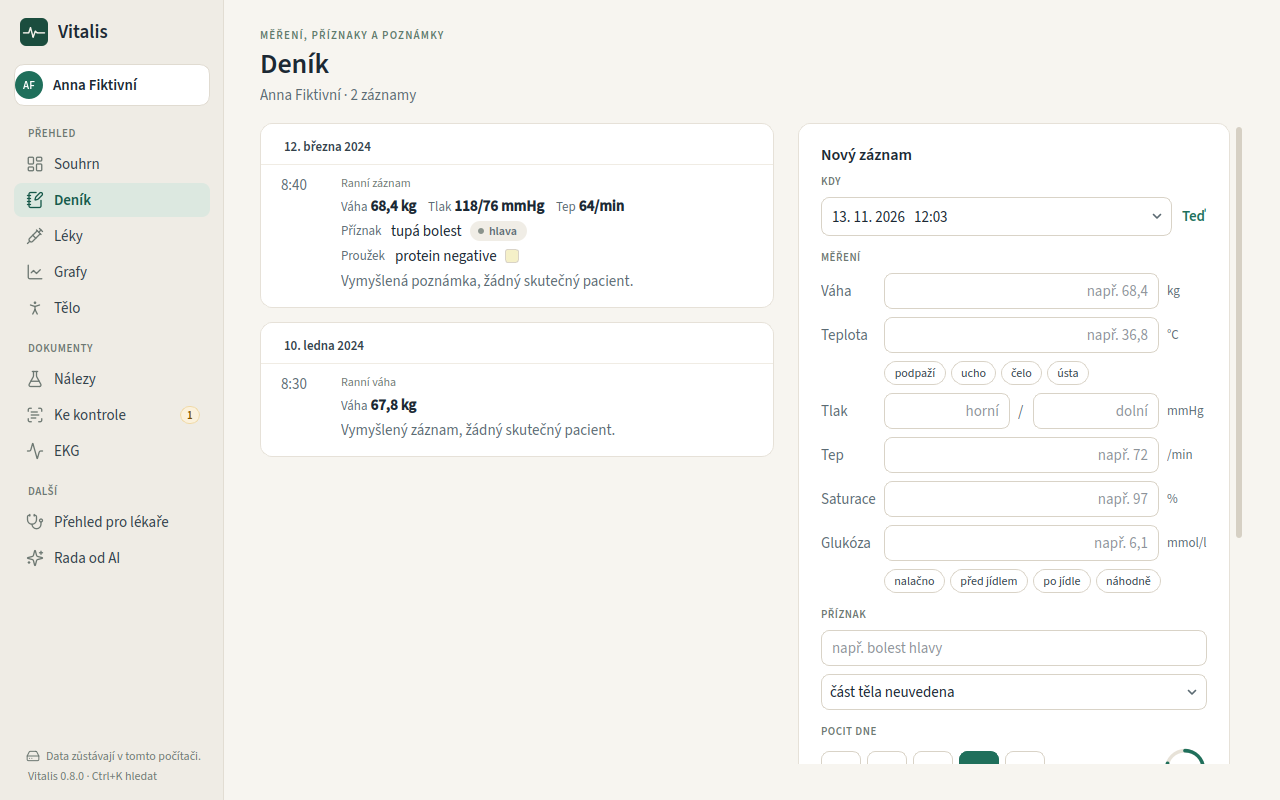 Vitalis
AF Anna Fiktivní
PŘEHLED
Souhrn
Deník
Léky
Grafy
Tělo
DOKUMENTY
Nálezy
Ke kontrole 1
EKG
DALŠÍ
Přehled pro lékaře
Rada od AI
Data zůstávají v tomto počítači.
Vitalis 0.8.0 · Ctrl+K hledat
MĚŘENÍ, PŘÍZNAKY A POZNÁMKY
Deník
Anna Fiktivní · 2 záznamy
12. března 2024
8:40 Ranní záznam
Váha 68,4 kg Tlak 118/76 mmHg Tep 64/min
Příznak tupá bolest hlava
Proužek protein negative
Vymyšlená poznámka, žádný skutečný pacient.
10. ledna 2024
8:30 Ranní váha
Váha 67,8 kg
Vymyšlený záznam, žádný skutečný pacient.
Nový záznam
KDY
13. 11. 2026 12:03 Teď
MĚŘENÍ
Váha např. 68,4 kg
Teplota např. 36,8 °C
podpaží ucho čelo ústa
Tlak horní / dolní mmHg
Tep např. 72 /min
Saturace např. 97 %
Glukóza např. 6,1 mmol/l
nalačno před jídlem po jídle náhodně
PŘÍZNAK
např. bolest hlavy
část těla neuvedena
POCIT DNE